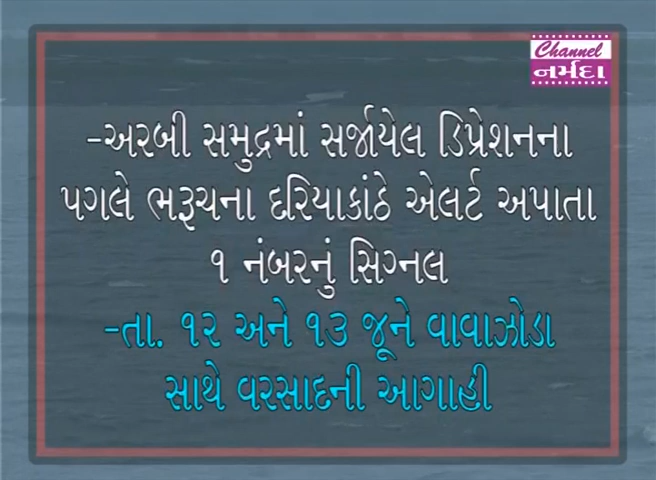 Channel
નર્મદા
-અરબી સમુદ્રમાં સર્જાયેલ ડિપ્રેશનના
પગલે ભરૂચના દરિયાકાંઠે એલર્ટ અપાતા
૧ નંબરનું સિગ્નલ
-તા. ૧૨ અને ૧૩ જૂને વાવાઝોડા
સાથે વરસાદની આગાહી